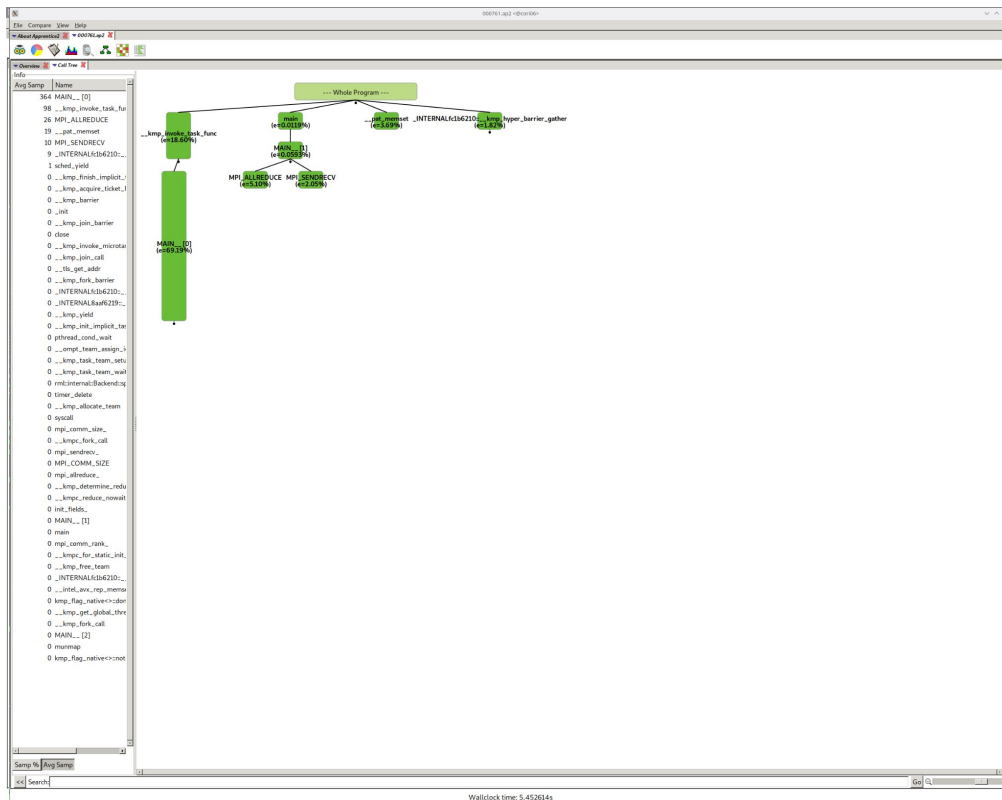 000761.ap2 <@cori06>
File Compare View Help
About Apprentice2
000761.ap2
Overview
Call Tree
Info
Avg Samp Name
364 MAIN__ [0]
98 __kmp_invoke_task_fun
26 MPI_ALLREDUCE
19 __pat_memset
10 MPI_SENDRECV
9 _INTERNALfc1b6210::_
1 sched_yield
0 __kmp_finish_implicit_
0 __kmp_acquire_ticket_l
0 __kmp_barrier
0 _init
0 __kmp_join_barrier
0 close
0 __kmp_invoke_microtas
0 __kmp_join_call
0 __tls_get_addr
0 __kmp_fork_barrier
0 _INTERNALfc1b6210::_
0 _INTERNAL8aaf6219::_
0 __kmp_yield
0 __kmp_init_implicit_tas
0 pthread_cond_wait
0 __ompt_team_assign_i
0 __kmp_task_team_setu
0 __kmp_task_team_wait
0 rml::internal::Backend::sp
0 timer_delete
0 __kmp_allocate_team
0 syscall
0 mpi_comm_size_
0 __kmpc_fork_call
0 mpi_sendrecv_
0 MPI_COMM_SIZE
0 mpi_allreduce_
0 __kmp_determine_redu
0 __kmpc_reduce_nowait
0 init_fields_
0 MAIN__ [1]
0 main
0 mpi_comm_rank_
0 __kmpc_for_static_init_
0 __kmp_free_team
0 _INTERNALfc1b6210::_
0 __intel_avx_rep_mems
0 kmp_flag_native<>::don
0 __kmp_get_global_thre
0 __kmp_fork_call
0 MAIN__ [2]
0 munmap
0 kmp_flag_native<>::not
--- Whole Program ---
__kmp_invoke_task_func
(e=18.60%)
main
(e=0.0119%)
__pat_memset
(e=3.69%)
_INTERNALfc1b6210::__kmp_hyper_barrier_gather
(e=1.82%)
MAIN__ [1]
(e=0.0593%)
MPI_ALLREDUCE
(e=5.10%)
MPI_SENDRECV
(e=2.05%)
MAIN__ [0]
(e=69.19%)
Samp % Avg Samp
<< Search:
Go
Wallclock time: 5.452614s